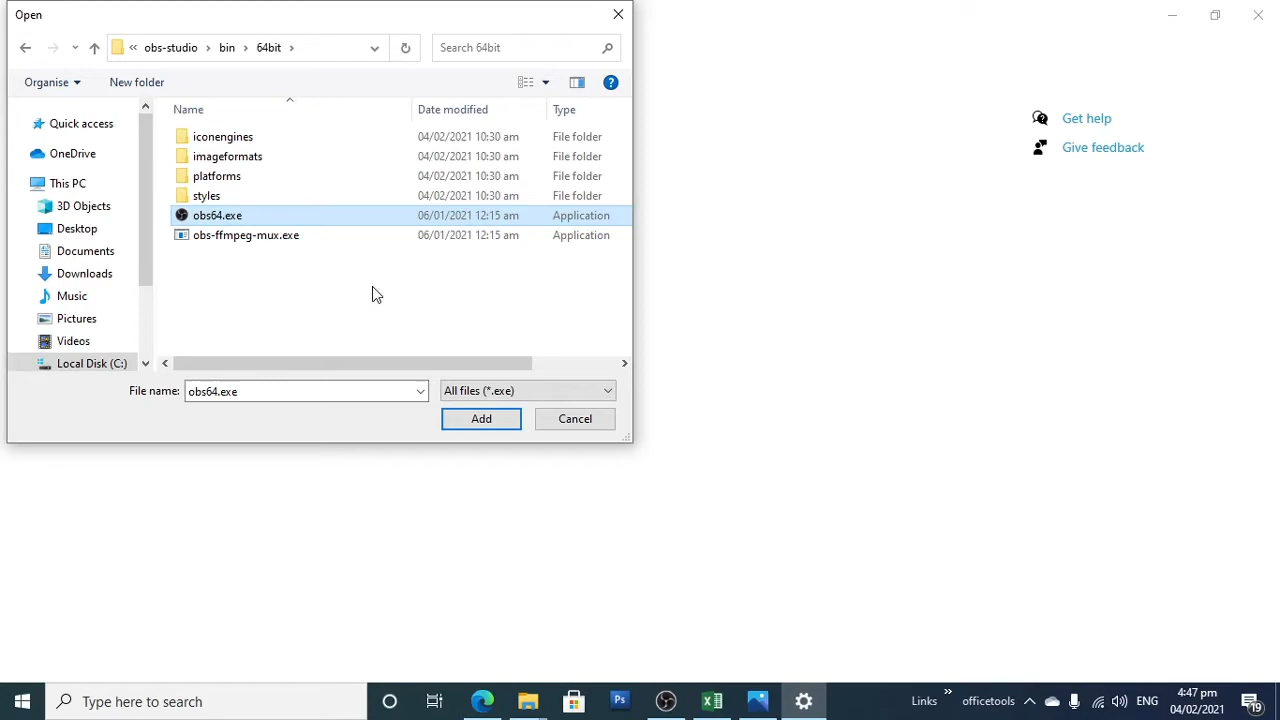 Open
obs-studio
bin
64bit
Search 64bit
Organise
New folder
Name
Date modified
Type
Quick access
OneDrive
This PC
3D Objects
Desktop
Documents
Downloads
Music
Pictures
Videos
Local Disk (C:)
iconengines 04/02/2021 10:30 am File folder
imageformats 04/02/2021 10:30 am File folder
platforms 04/02/2021 10:30 am File folder
styles 04/02/2021 10:30 am File folder
obs64.exe 06/01/2021 12:15 am Application
obs-ffmpeg-mux.exe 06/01/2021 12:15 am Application
File name: obs64.exe
All files (*.exe)
Add
Cancel
Get help
Give feedback
Type here to search
Ps
Links
officetools
ENG
4:47 pm
04/02/2021
19